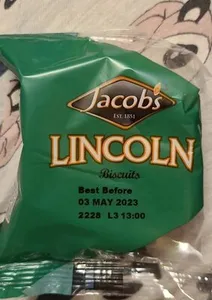 Jacob's
EST. 1851
LINCOLN
Biscuits
Best Before
03 MAY 2023
2228 L3 13:00